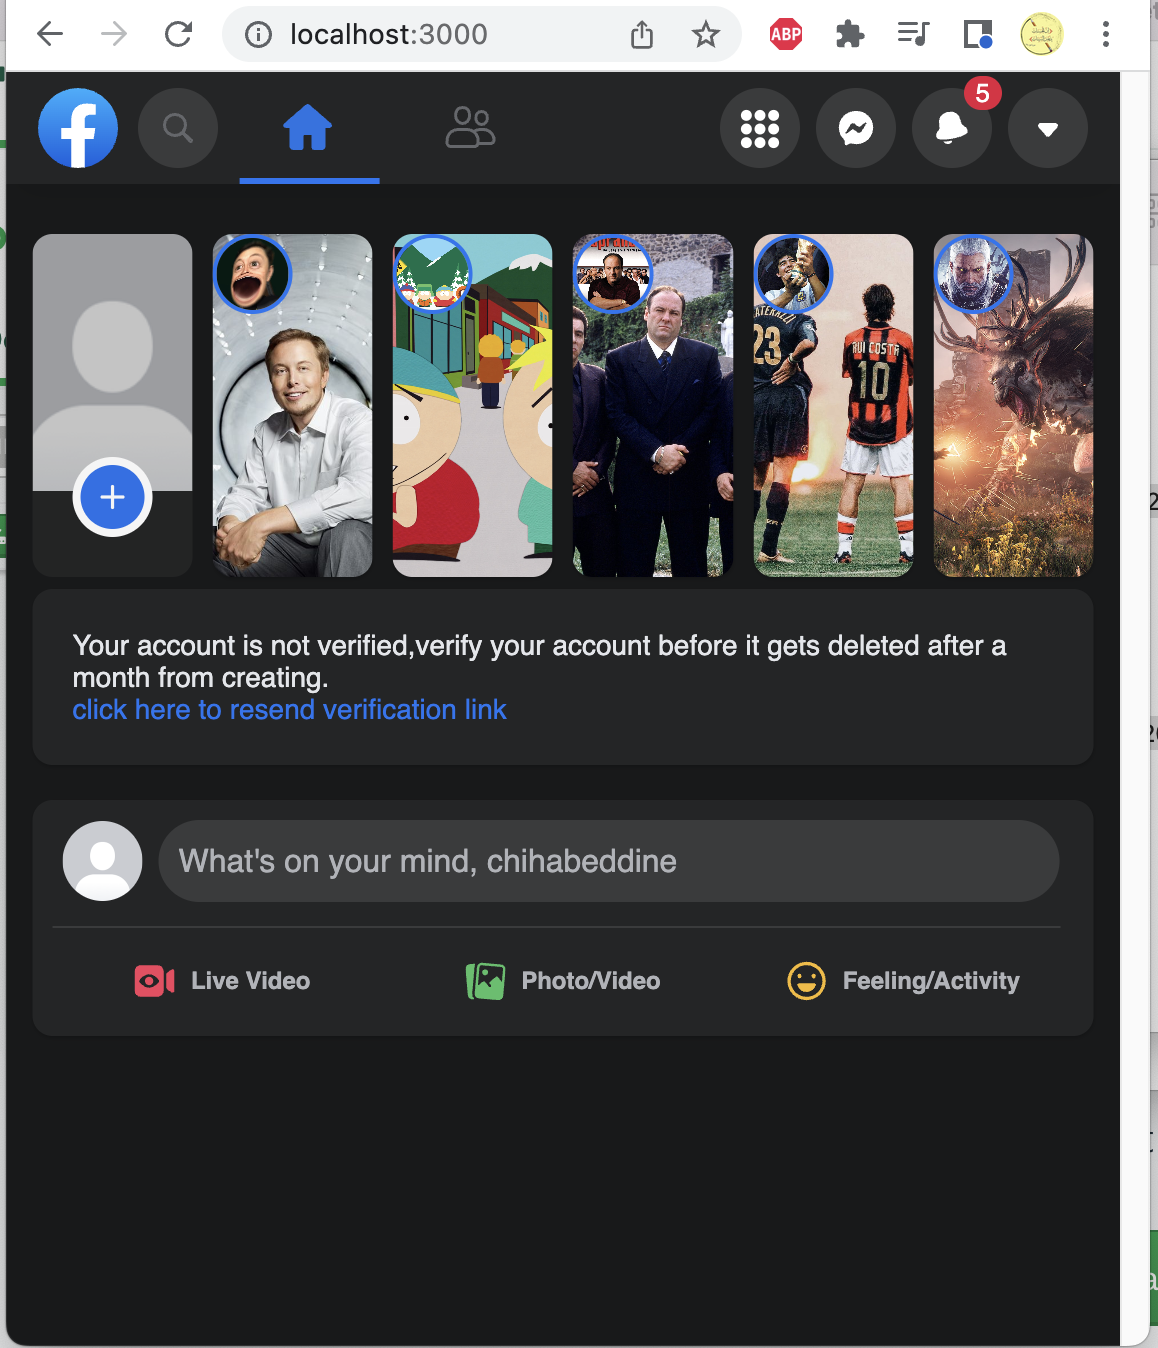 localhost:3000
ABP
f
5
ATERAZZI
23
RUI COSTA
10
Your account is not verified,verify your account before it gets deleted after a
month from creating.
click here to resend verification link
What's on your mind, chihabeddine
Live Video
Photo/Video
Feeling/Activity